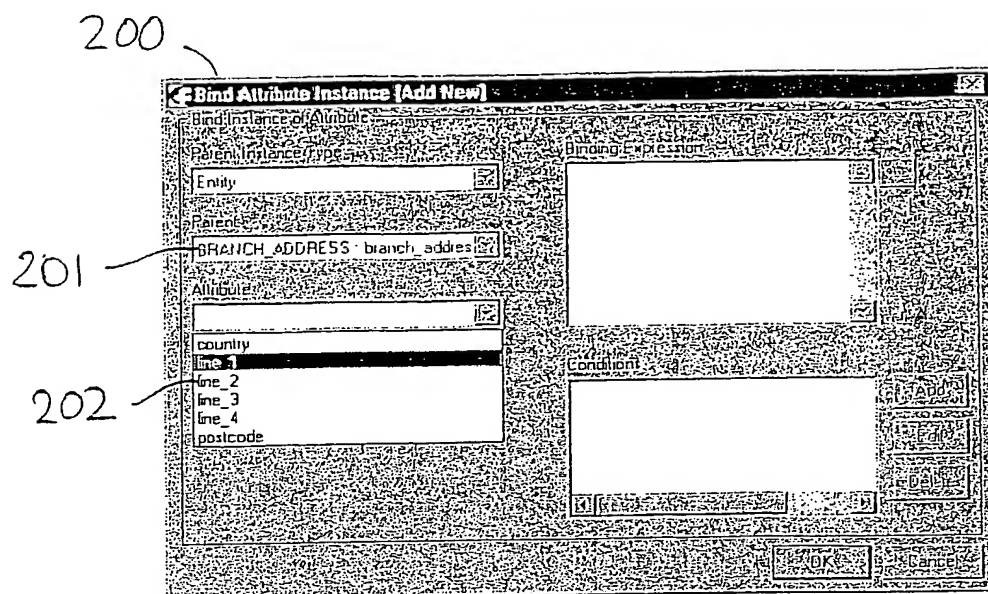 200
Bind Attribute Instance [Add New]
Bind Instance of Attribute
Parent Instance Type
Entity
Binding Expression
Parent
BRANCH_ADDRESS : branch_addres
201
Attribute
country
line_1
line_2
line_3
line_4
postcode
202
Condition
Add
Edit
Delete
OK
Cancel